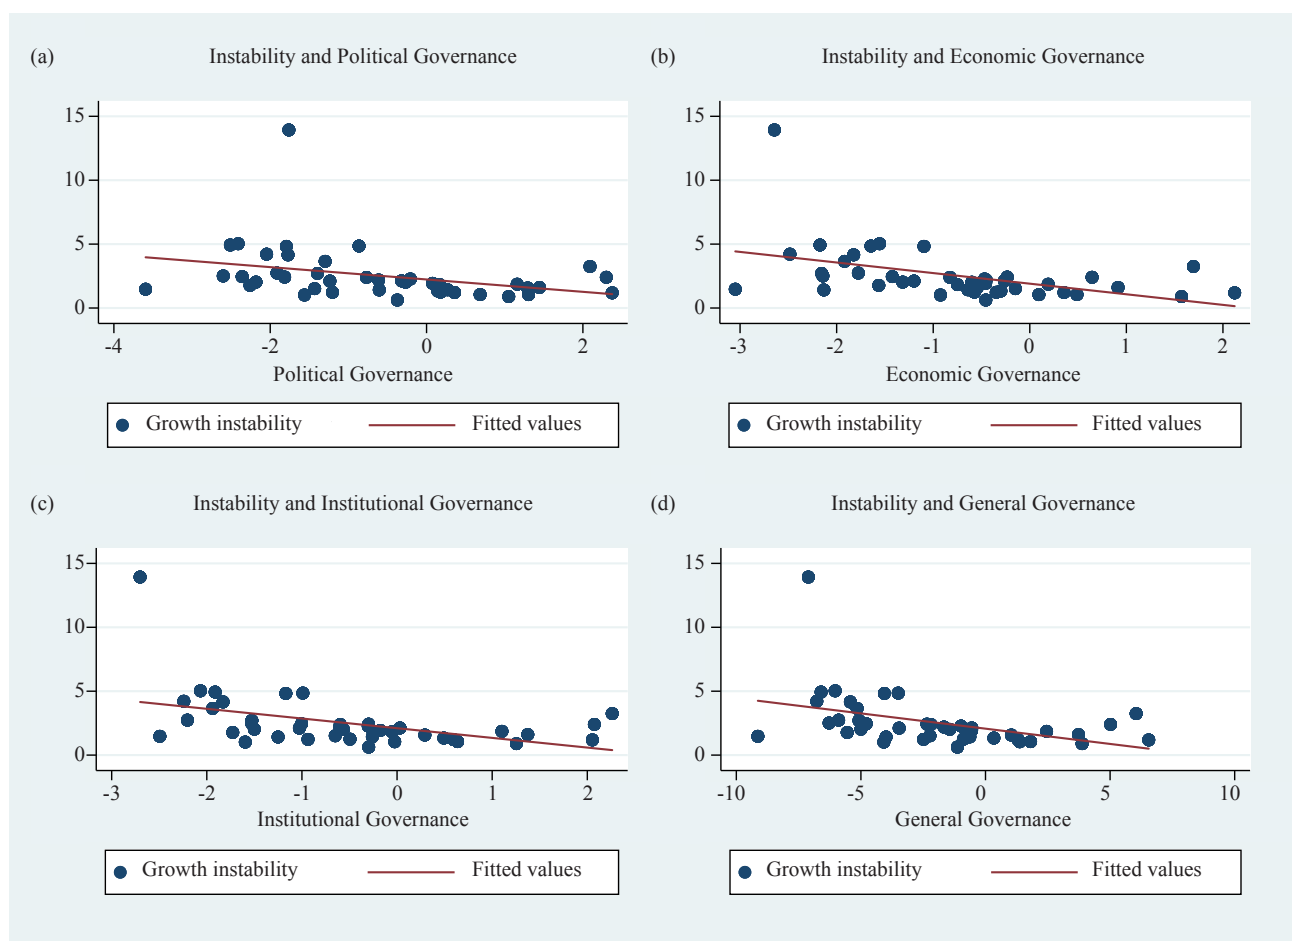 (a) Instability and Political Governance
15
10
5
0
-4 -2 0 2
Political Governance
Growth instability Fitted values
(b) Instability and Economic Governance
15
10
5
0
-3 -2 -1 0 1 2
Economic Governance
Growth instability Fitted values
(c) Instability and Institutional Governance
15
10
5
0
-3 -2 -1 0 1 2
Institutional Governance
Growth instability Fitted values
(d) Instability and General Governance
15
10
5
0
-10 -5 0 5 10
General Governance
Growth instability Fitted values